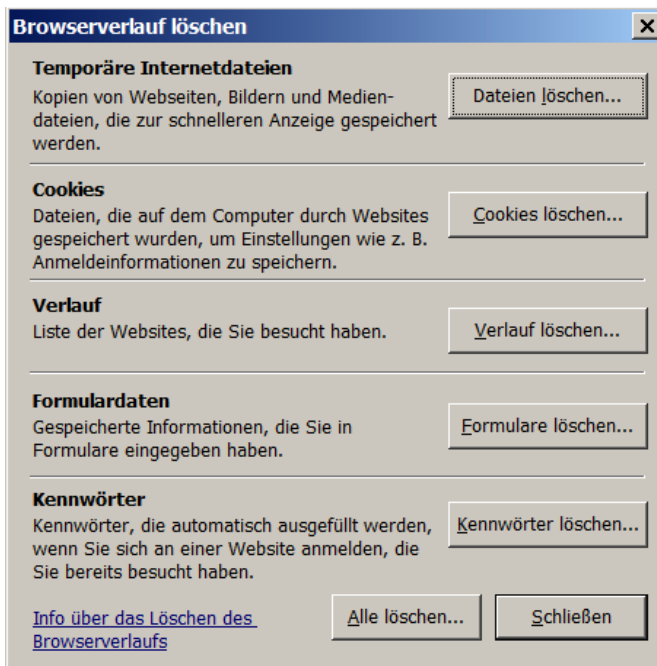 Browserverlauf löschen
Temporäre Internetdateien
Kopien von Webseiten, Bildern und Medien-
dateien, die zur schnelleren Anzeige gespeichert
werden.
Dateien löschen...
Cookies
Dateien, die auf dem Computer durch Websites
gespeichert wurden, um Einstellungen wie z. B.
Anmeldeinformationen zu speichern.
Cookies löschen...
Verlauf
Liste der Websites, die Sie besucht haben.
Verlauf löschen...
Formulardaten
Gespeicherte Informationen, die Sie in
Formulare eingegeben haben.
Formulare löschen...
Kennwörter
Kennwörter, die automatisch ausgefüllt werden,
wenn Sie sich an einer Website anmelden, die
Sie bereits besucht haben.
Kennwörter löschen...
Info über das Löschen des
Browserverlaufs
Alle löschen...
Schließen